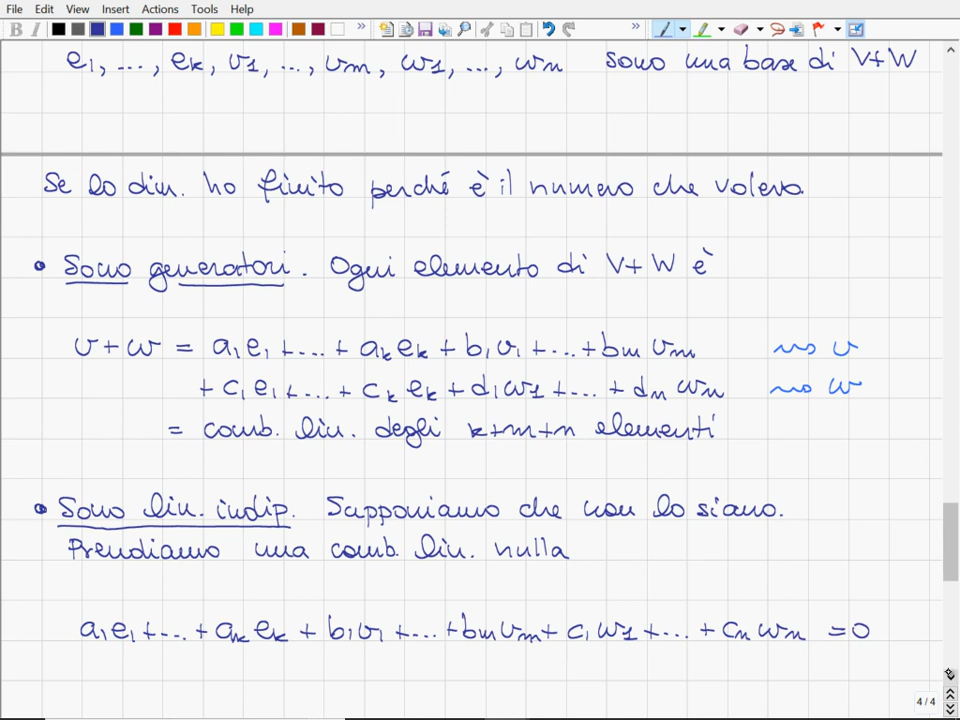 File Edit View Insert Actions Tools Help
B I » »
e1, ..., ek, v1, ..., vm, w1, ..., wn sono una base di V+W
Se lo dim. ho finito perché è il numero che volevo
• Sono generatori. Ogni elemento di V+W è
v+w = a1e1 + ... + akek + b1v1 + ... + bmvm ⇝ v
+ c1e1 + ... + ckek + d1w1 + ... + dnwn ⇝ w
= comb. lin. degli k+m+n elementi
• Sono lin. indip. Supponiamo che non lo siano.
Prendiamo una comb. lin. nulla
a1e1 + ... + akek + b1v1 + ... + bmvm + c1w1 + ... + cnwn = 0
4 / 4